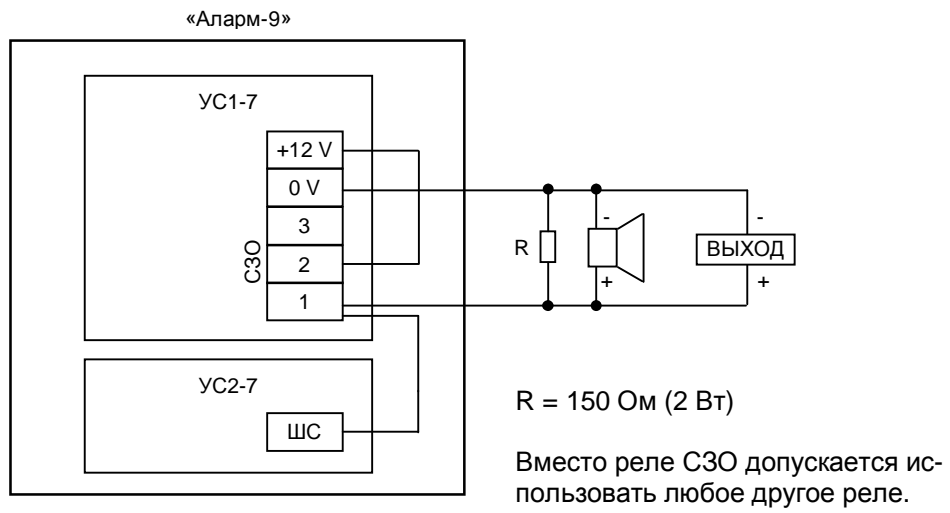 «Аларм-9»
УС1-7
+12 V
0 V
3
2
1
СЗО
R
-
+
-
ВЫХОД
+
УС2-7
ШС
R = 150 Ом (2 Вт)
Вместо реле СЗО допускается ис-
пользовать любое другое реле.